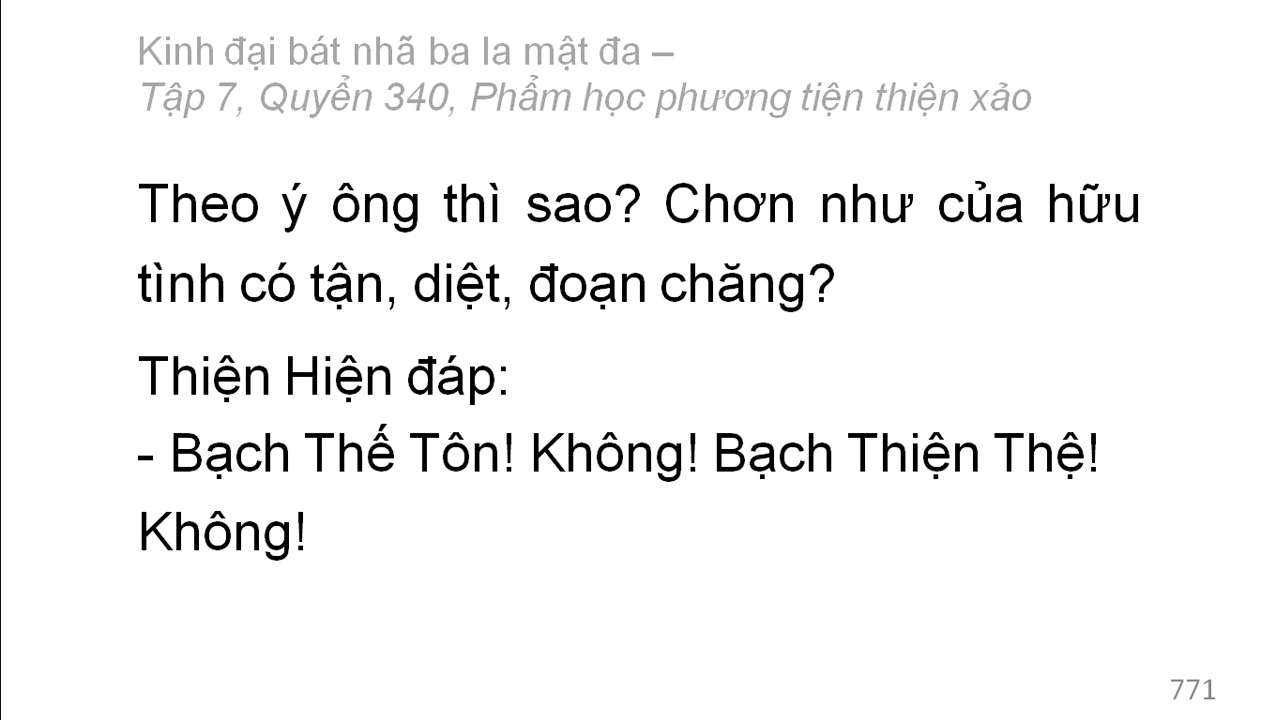 Kinh đại bát nhã ba la mật đa –
Tập 7, Quyển 340, Phẩm học phương tiện thiện xảo
Theo ý ông thì sao? Chơn như của hữu
tình có tận, diệt, đoạn chăng?
Thiện Hiện đáp:
- Bạch Thế Tôn! Không! Bạch Thiện Thệ!
Không!
771